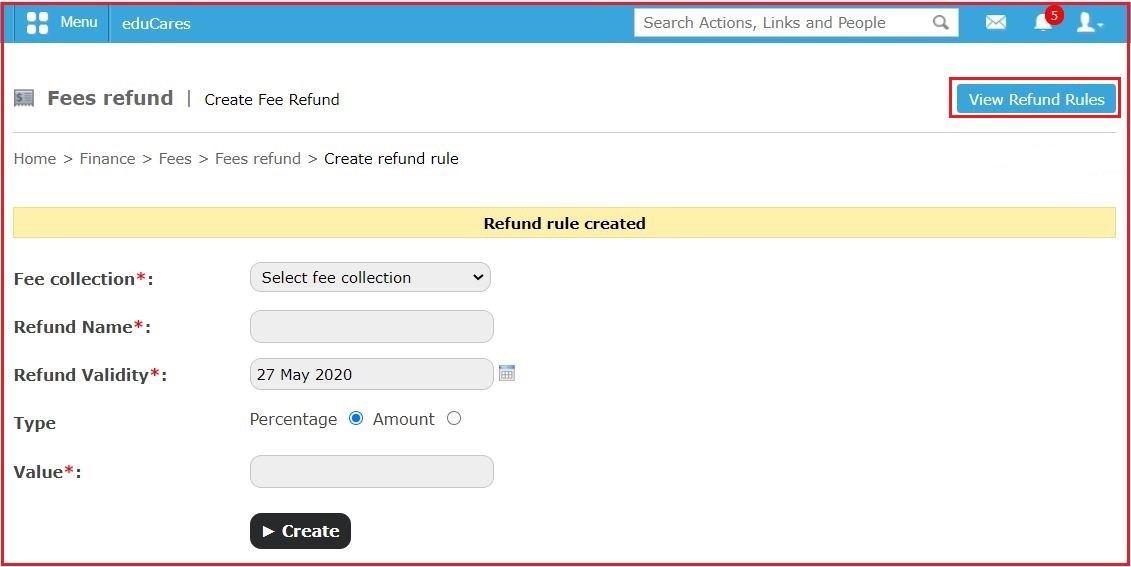 Menu eduCares Search Actions, Links and People 5
Fees refund | Create Fee Refund View Refund Rules
Home > Finance > Fees > Fees refund > Create refund rule
Refund rule created
Fee collection*: Select fee collection
Refund Name*:
Refund Validity*: 27 May 2020
Type Percentage Amount
Value*:
► Create